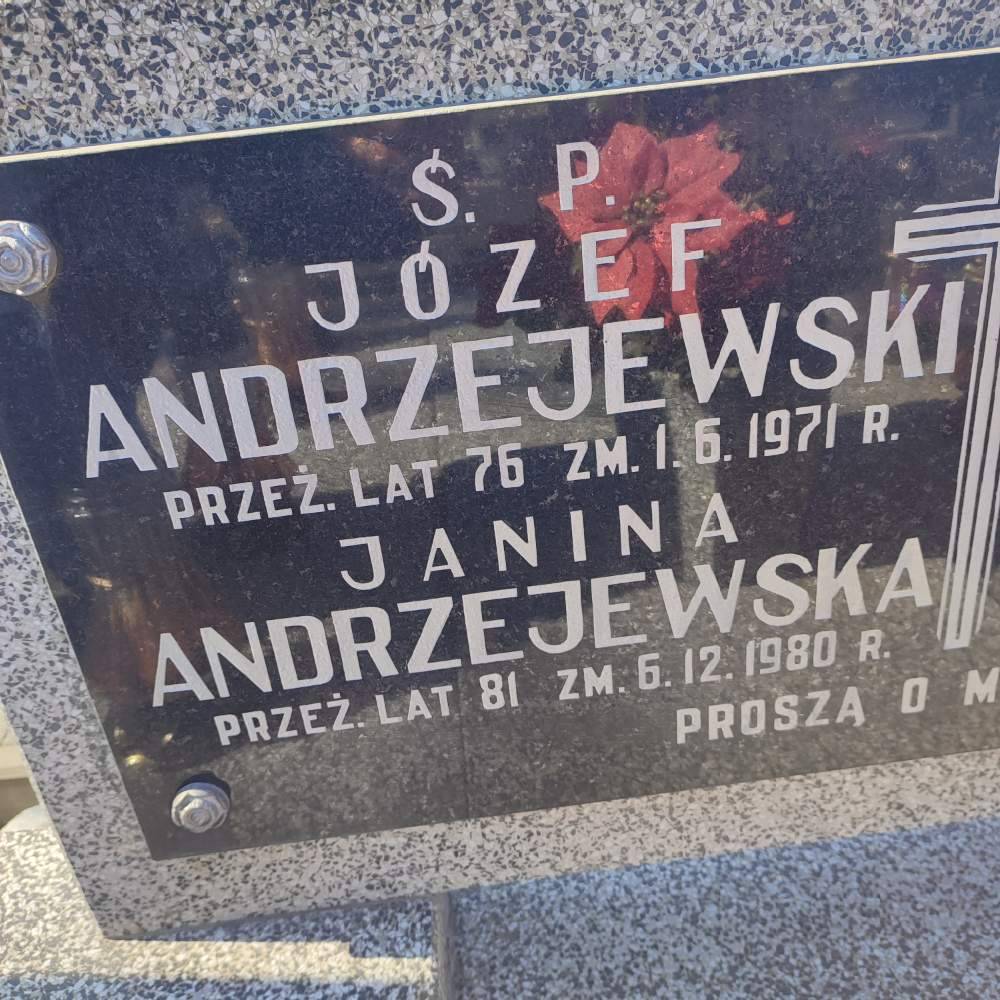 Ś. P.
JÓZEF
ANDRZEJEWSKI
PRZEŻ. LAT 76 ZM. 1. 6. 1971 R.
JANINA
ANDRZEJEWSKA
PRZEŻ. LAT 81 ZM. 6. 12. 1980 R.
PROSZĄ O M